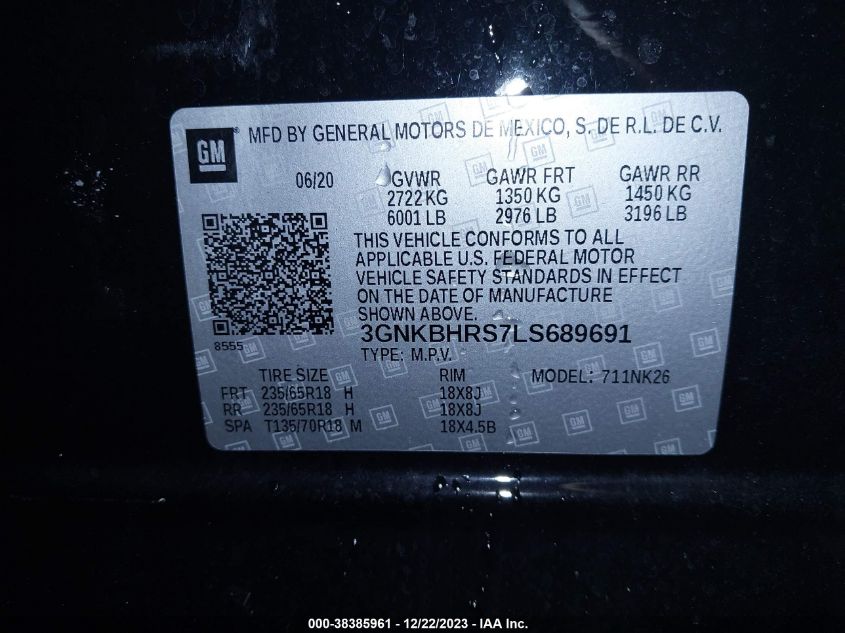 GM ® MFD BY GENERAL MOTORS DE MEXICO, S. DE R.L. DE C.V.
06/20 GVWR GAWR FRT GAWR RR
2722 KG 1350 KG 1450 KG
6001 LB 2976 LB 3196 LB
THIS VEHICLE CONFORMS TO ALL
APPLICABLE U.S. FEDERAL MOTOR
VEHICLE SAFETY STANDARDS IN EFFECT
ON THE DATE OF MANUFACTURE
SHOWN ABOVE.
8555 3GNKBHRS7LS689691
TYPE: M.P.V.
TIRE SIZE RIM MODEL: 711NK26
FRT 235/65R18 H 18X8J
RR 235/65R18 H 18X8J
SPA T135/70R18 M 18X4.5B
000-38385961 - 12/22/2023 - IAA Inc.